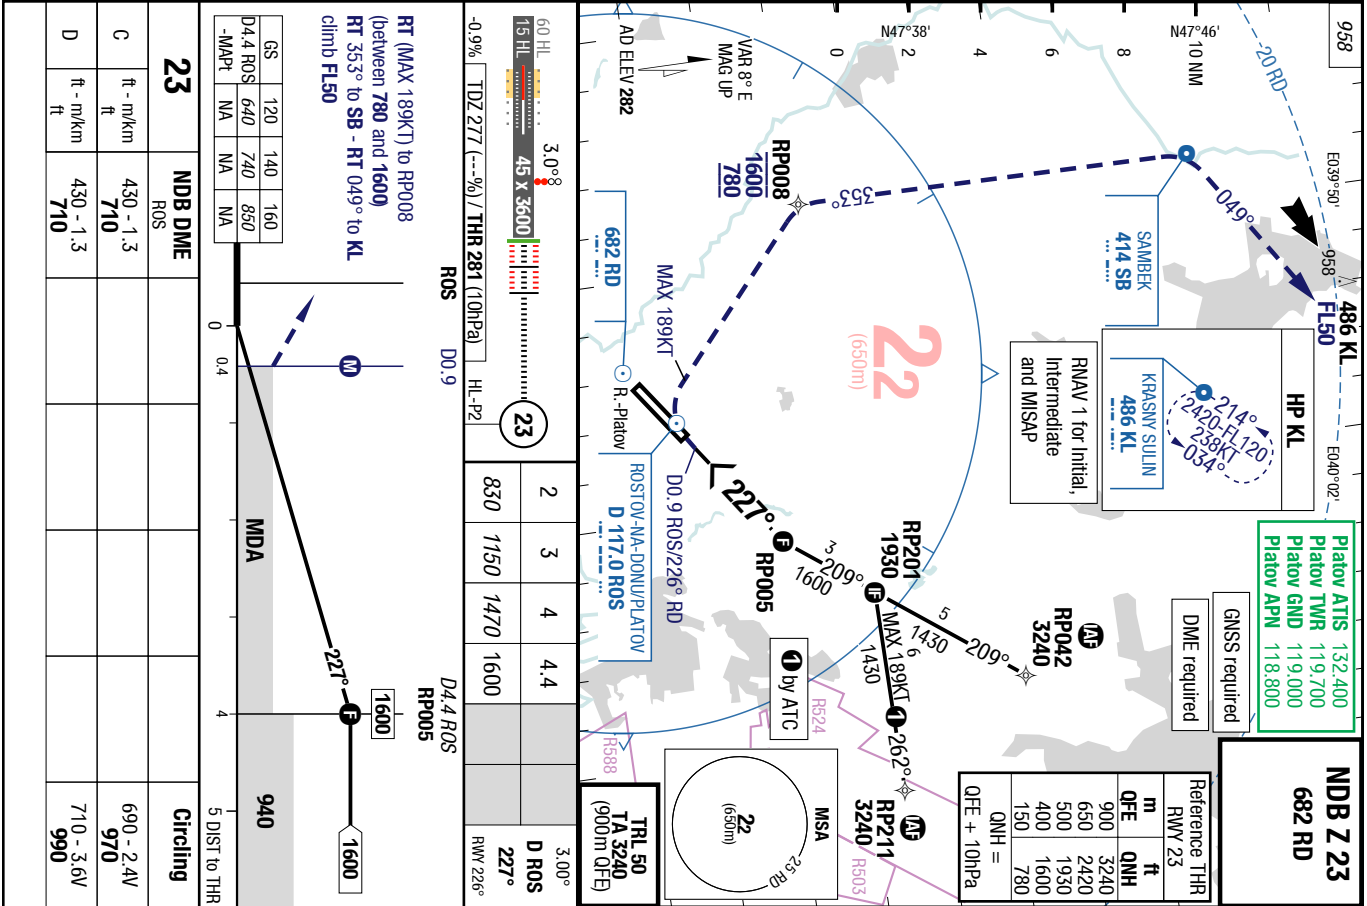 NDB Z 23
682 RD
Platov ATIS 132.400
Platov TWR 119.700
Platov GND 119.000
Platov APN 118.800
GNSS required
DME required
Reference THR
RWY 23
m ft
QFE QNH
900 3240
650 2420
500 1930
400 1600
150 780
QNH =
QFE + 10hPa
MSA
22
(650m)
25 RD
TRL 50
TA 3240
(900m QFE)
958
20 RD
E039°50'
E040°02'
N47°46'
N47°38'
10 NM
8
6
4
2
0
958
486 KL
FL50
049°
HP KL
214°
2420-FL120
238KT
034°
KRASNY SULIN
486 KL
SAMBEK
414 SB
RNAV 1 for Initial,
Intermediate
and MISAP
IAF
RP042
3240
209°
5
1430
RP201
1930
IF
6
MAX 189KT
1430
1
262°
IAF
RP211
3240
1 by ATC
R524
R588
R503
3
209°
1600
F
RP005
227°
D0.9 ROS/226° RD
ROSTOV-NA-DONU/PLATOV
D 117.0 ROS
R.-Platov
682 RD
MAX 189KT
353°
RP008
1600
780
22
(650m)
VAR 8° E
MAG UP
AD ELEV 282
60 HL
15 HL
3.0°
45 x 3600
-0.9%
TDZ 277 (---%) / THR 281 (10hPa)
HL-P2
23
2 3 4 4.4
830 1150 1470 1600
3.00°
D ROS
227°
RWY 226°
RT (MAX 189KT) to RP008
(between 780 and 1600)
RT 353° to SB - RT 049° to KL
climb FL50
ROS
D0.9
D4.4 ROS
RP005
M
1600
F
1600
227°
MDA
940
0
0.4
4
5 DIST to THR
GS 120 140 160
D4.4 ROS 640 740 850
-MAPt NA NA NA
23
NDB DME
ROS
Circling
C
ft - m/km
ft
430 - 1.3
710
690 - 2.4V
970
D
ft - m/km
ft
430 - 1.3
710
710 - 3.6V
990